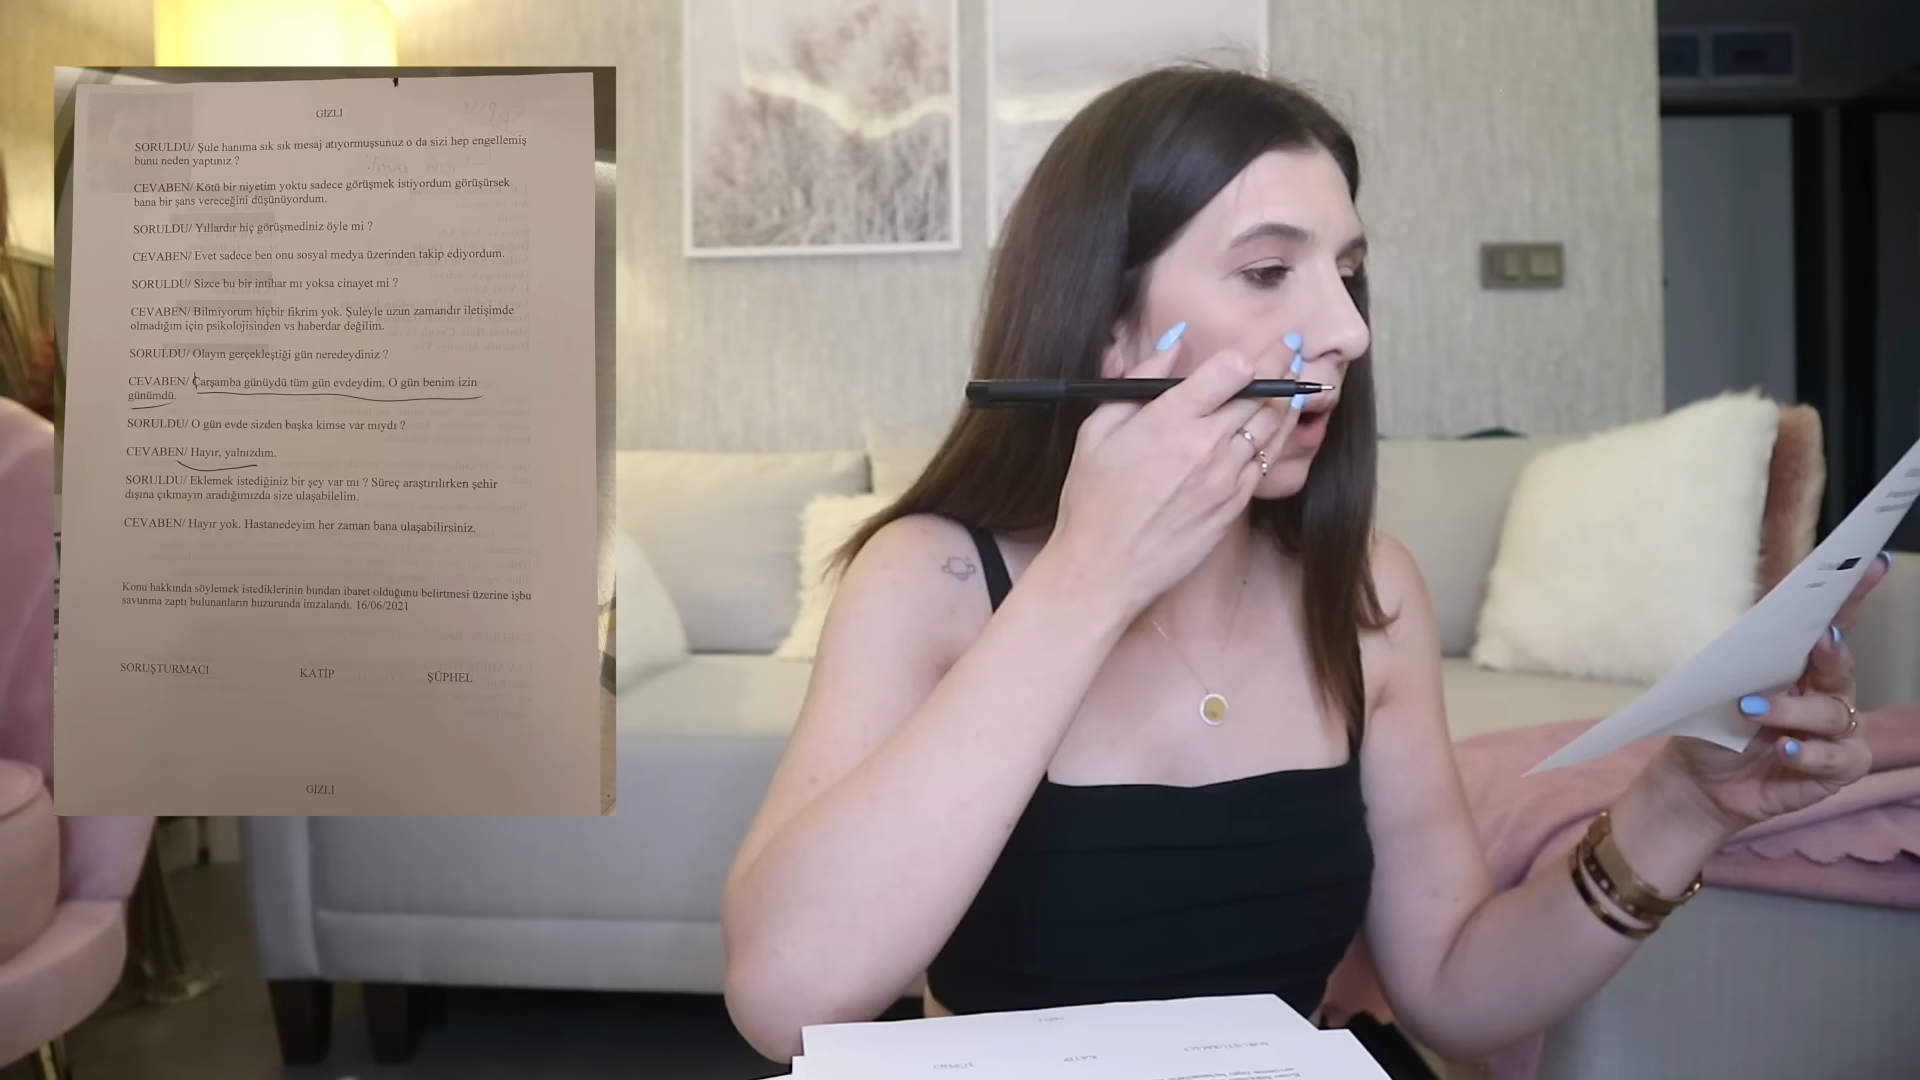 GİZLİ
SORULDU/ Şule hanıma sık sık mesaj atıyormuşsunuz o da sizi hep engellemiş
bunu neden yaptınız ?
CEVABEN/ Kötü bir niyetim yoktu sadece görüşmek istiyordum görüşürsek
bana bir şans vereceğini düşünüyordum.
SORULDU/ Yıllardır hiç görüşmediniz öyle mi ?
CEVABEN/ Evet sadece ben onu sosyal medya üzerinden takip ediyordum.
SORULDU/ Sizce bu bir intihar mı yoksa cinayet mi ?
CEVABEN/ Bilmiyorum hiçbir fikrim yok. Şuleyle uzun zamandır iletişimde
olmadığım için psikolojisinden vs haberdar değilim.
SORULDU/ Olayın gerçekleştiği gün neredeydiniz ?
CEVABEN/ Çarşamba günüydü tüm gün evdeydim. O gün benim izin
günümdü.
SORULDU/ O gün evde sizden başka kimse var mıydı ?
CEVABEN/ Hayır, yalnızdım.
SORULDU/ Eklemek istediğiniz bir şey var mı ? Süreç araştırılırken şehir
dışına çıkmayın aradığımızda size ulaşabilelim.
CEVABEN/ Hayır yok. Hastanedeyim her zaman bana ulaşabilirsiniz.
Konu hakkında söylemek istediklerinin bundan ibaret olduğunu belirtmesi üzerine işbu
savunma zaptı bulunanların huzurunda imzalandı. 16/06/2021
SORUŞTURMACI KATİP ŞÜPHEL
GİZLİ